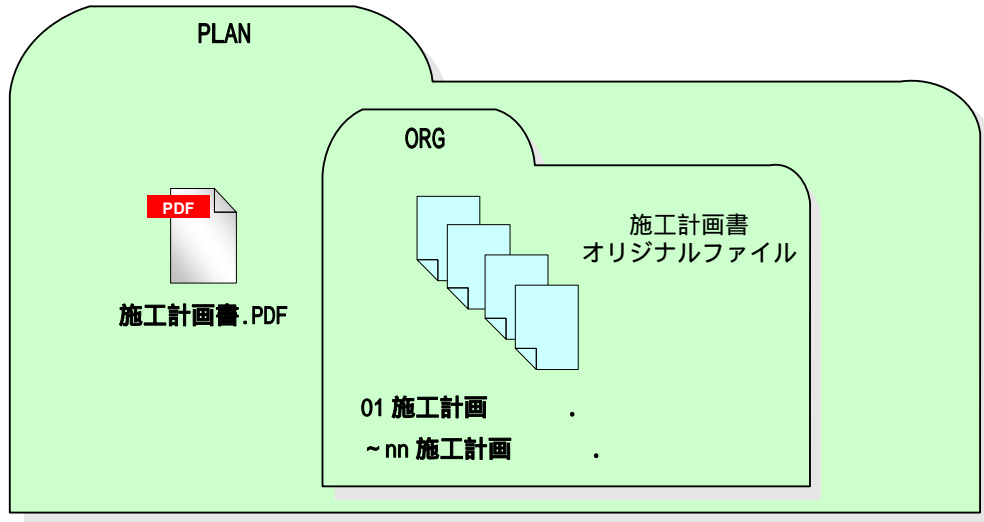 PLAN
ORG
PDF
施工計画書
オリジナルファイル
施工計画書.PDF
01 施工計画 .
~nn 施工計画 .